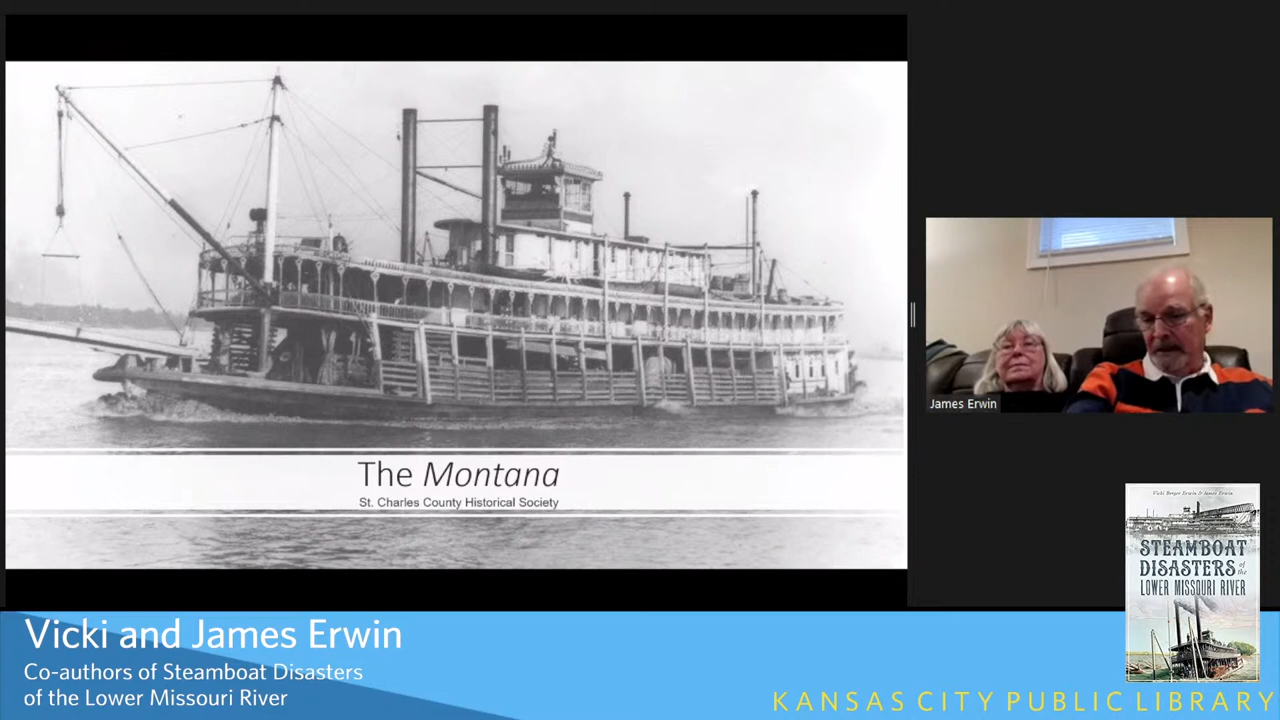 The Montana
St. Charles County Historical Society
James Erwin
Vicki Berger Erwin & James Erwin
STEAMBOAT
DISASTERS of the
LOWER MISSOURI RIVER
Vicki and James Erwin
Co-authors of Steamboat Disasters
of the Lower Missouri River
KANSAS CITY PUBLIC LIBRARY